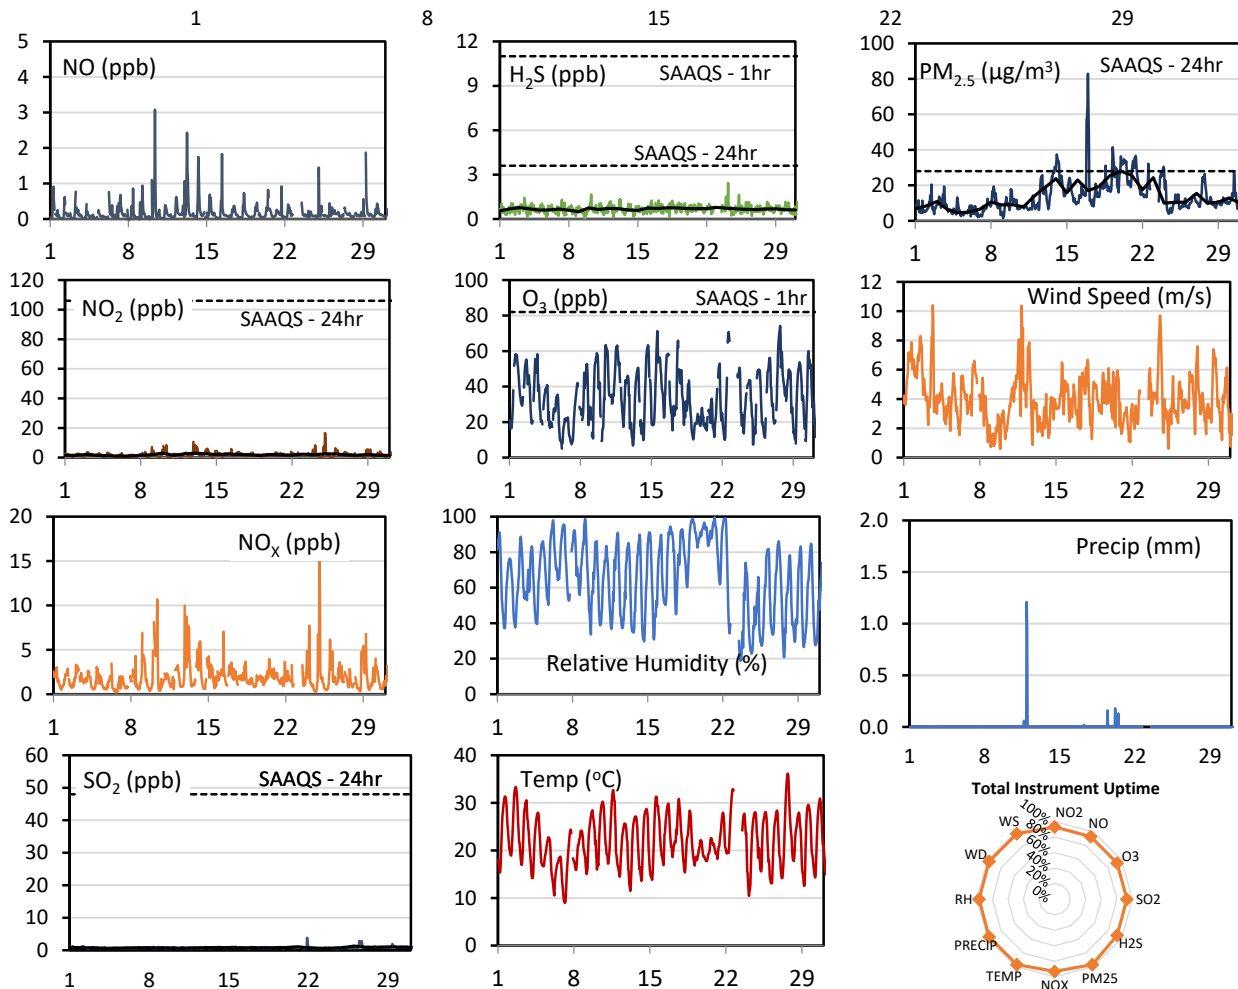 1 8 15 22 29
5 12 100
NO (ppb) H₂S (ppb) SAAQS - 1hr PM₂.₅ (µg/m³) SAAQS - 24hr
4 9 80
3 6 60
2 SAAQS - 24hr 40
1 3 20
0 0 0
1 8 15 22 29 1 8 15 22 29 1 8 15 22 29
120 100 12
NO₂ (ppb) O₃ (ppb) SAAQS - 1hr Wind Speed (m/s)
100 SAAQS - 24hr 80 10
80 60 8
60 40 6
40 20 4
20 0 2
0 0
1 8 15 22 29 1 8 15 22 29 1 8 15 22 29
20 100 2.0
NOX (ppb) Precip (mm)
15 80 1.5
10 60 1.0
5 40 0.5
Relative Humidity (%)
0 20 0.0
0
1 8 15 22 29 1 8 15 22 29 1 8 15 22 29
60 40
SO₂ (ppb) SAAQS - 24hr Temp (°C) Total Instrument Uptime
50 30 100%
40 20 80%
30 10 60%
20 0 40%
10 20%
0 0%
NO2
NO
O3
SO2
H2S
PM25
NOX
TEMP
PRECIP
RH
WD
WS
1 8 15 22 29 1 8 15 22 29